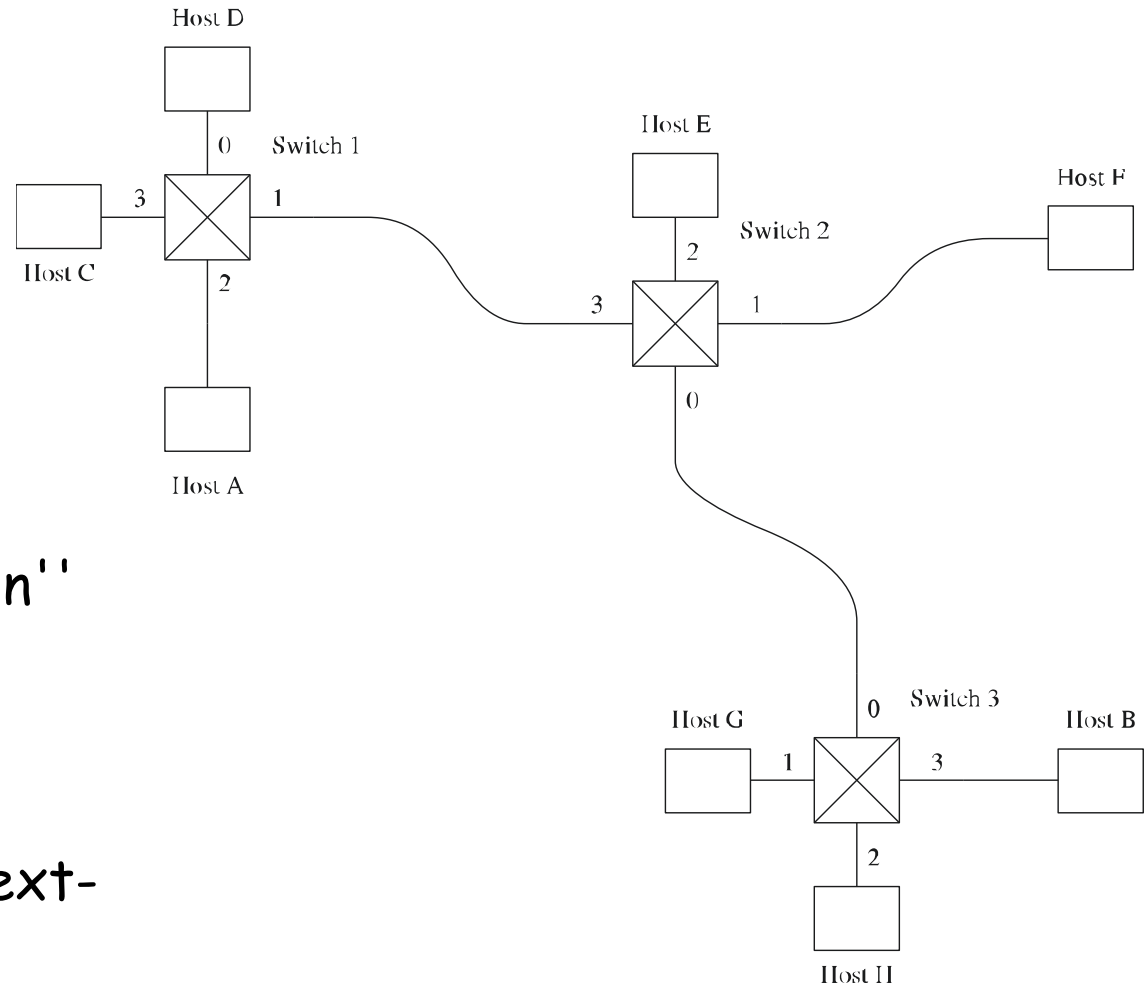 Host D
0
Switch 1
3
1
Host C
2
Host A
Host E
Switch 2
2
Host F
3
1
0
n''
0
Switch 3
Host G
Host B
1
3
ext-
2
Host H